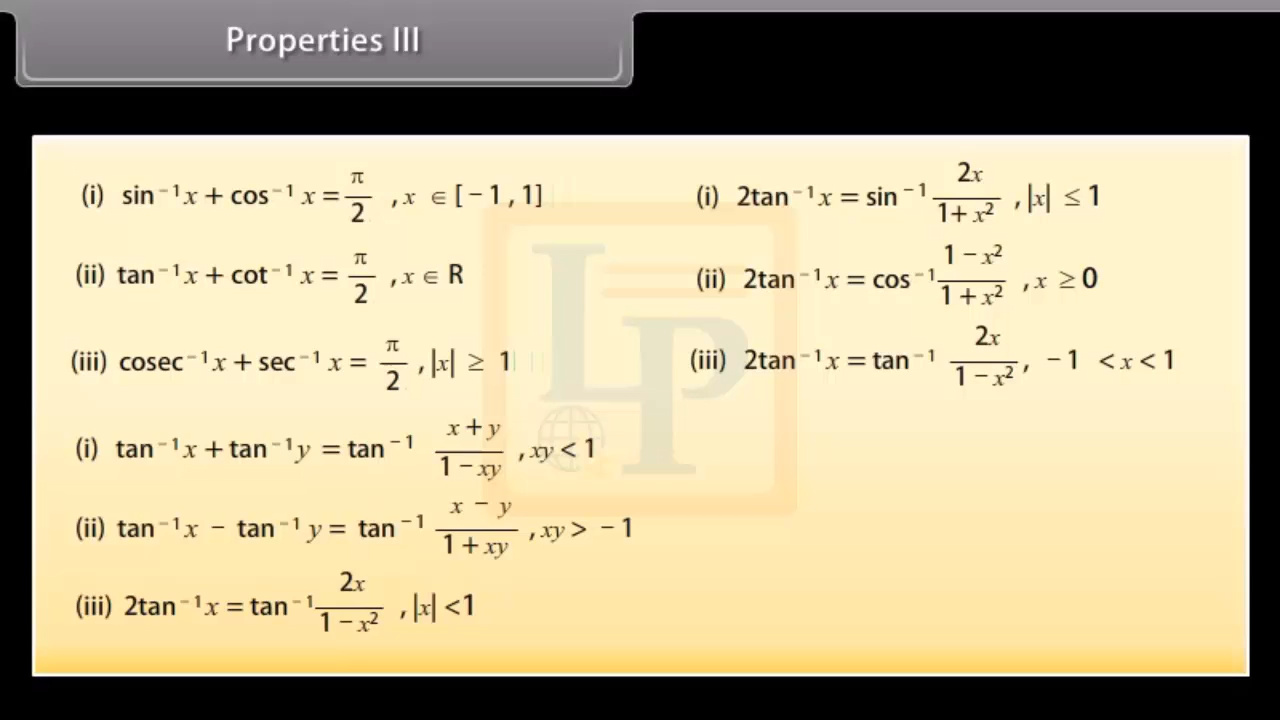 Properties III
(i) sin⁻¹x + cos⁻¹ x = π/2 , x ∈ [ − 1 , 1]
(ii) tan⁻¹x + cot⁻¹ x = π/2 , x ∈ R
(iii) cosec⁻¹x + sec⁻¹ x = π/2 , |x| ≥ 1
(i) tan⁻¹x + tan⁻¹y = tan⁻¹ (x + y)/(1 − xy) , xy < 1
(ii) tan⁻¹x − tan⁻¹y = tan⁻¹ (x − y)/(1 + xy) , xy > − 1
(iii) 2tan⁻¹x = tan⁻¹ 2x/(1 − x²) , |x| < 1
(i) 2tan⁻¹x = sin⁻¹ 2x/(1 + x²) , |x| ≤ 1
(ii) 2tan⁻¹x = cos⁻¹ (1 − x²)/(1 + x²) , x ≥ 0
(iii) 2tan⁻¹x = tan⁻¹ 2x/(1 − x²) , − 1 < x < 1
LP